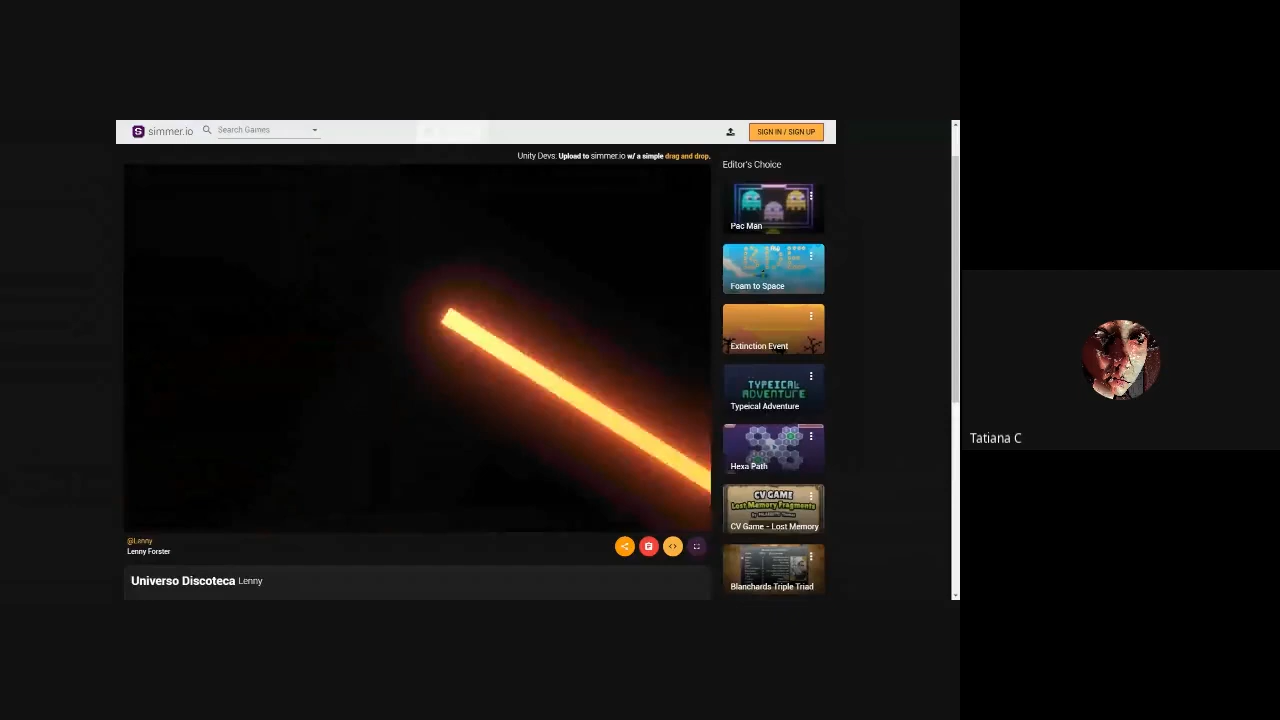 simmer.io
Search Games
SIGN IN / SIGN UP
Unity Devs: Upload to simmer.io w/ a simple drag and drop.
Editor's Choice
Pac Man
Foam to Space
Extinction Event
TYPEICAL
ADVENTURE
Typeical Adventure
Hexa Path
CV GAME
Lost Memory Fragments
CV Game - Lost Memory
Blanchards Triple Triad
@Lenny
Lenny Forster
Universo Discoteca Lenny
Tatiana C